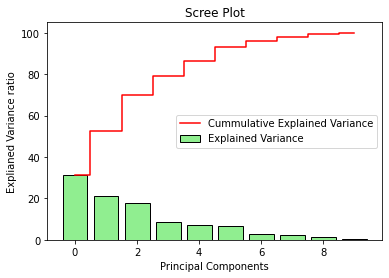 Scree Plot
100
80
60
40
20
0
Explianed Variance ratio
Cummulative Explained Variance
Explained Variance
0 2 4 6 8
Principal Components